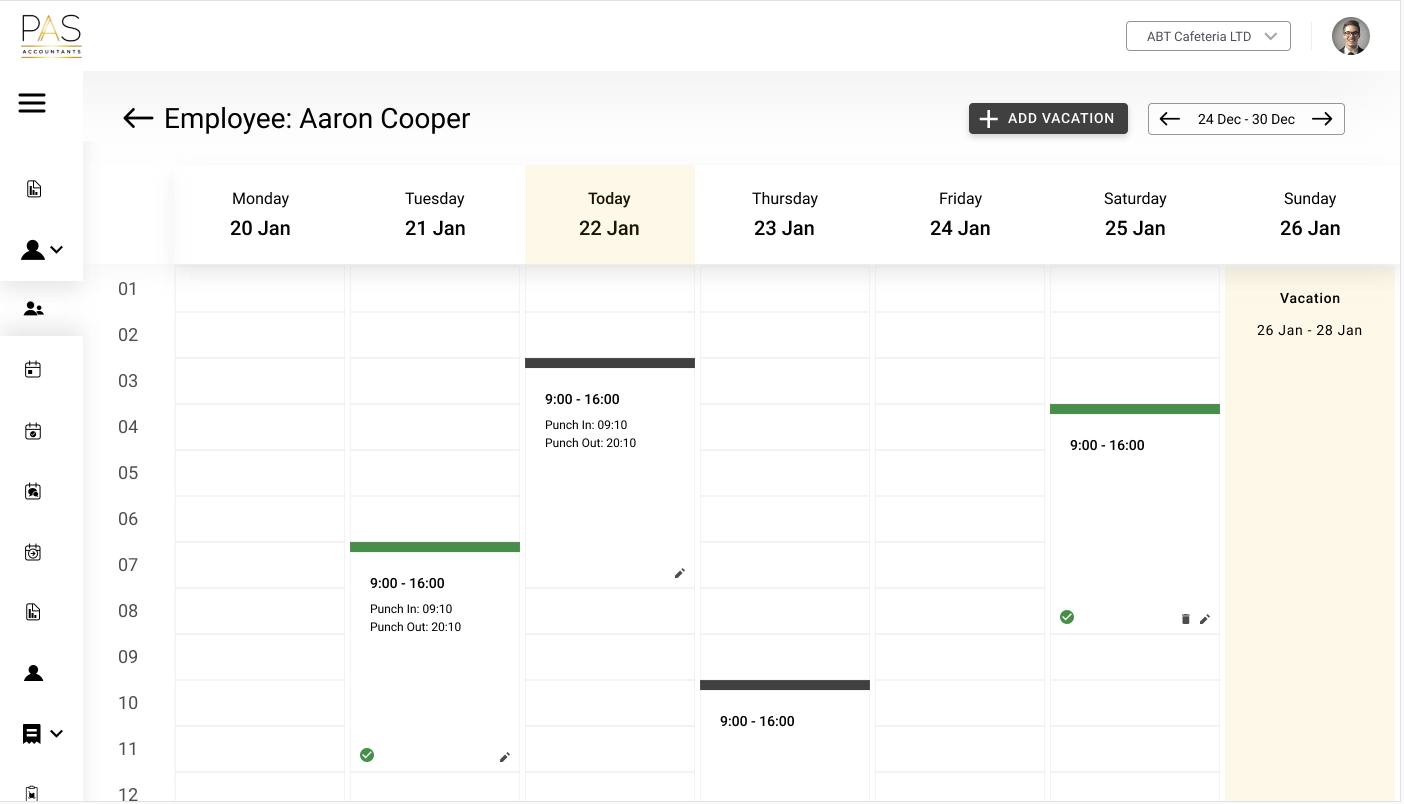 PAS
ACCOUNTANTS
ABT Cafeteria LTD
Employee: Aaron Cooper
ADD VACATION
24 Dec - 30 Dec
Monday
20 Jan
Tuesday
21 Jan
Today
22 Jan
Thursday
23 Jan
Friday
24 Jan
Saturday
25 Jan
Sunday
26 Jan
01
02
03
04
05
06
07
08
09
10
11
12
9:00 - 16:00
Punch In: 09:10
Punch Out: 20:10
9:00 - 16:00
Punch In: 09:10
Punch Out: 20:10
9:00 - 16:00
9:00 - 16:00
Vacation
26 Jan - 28 Jan